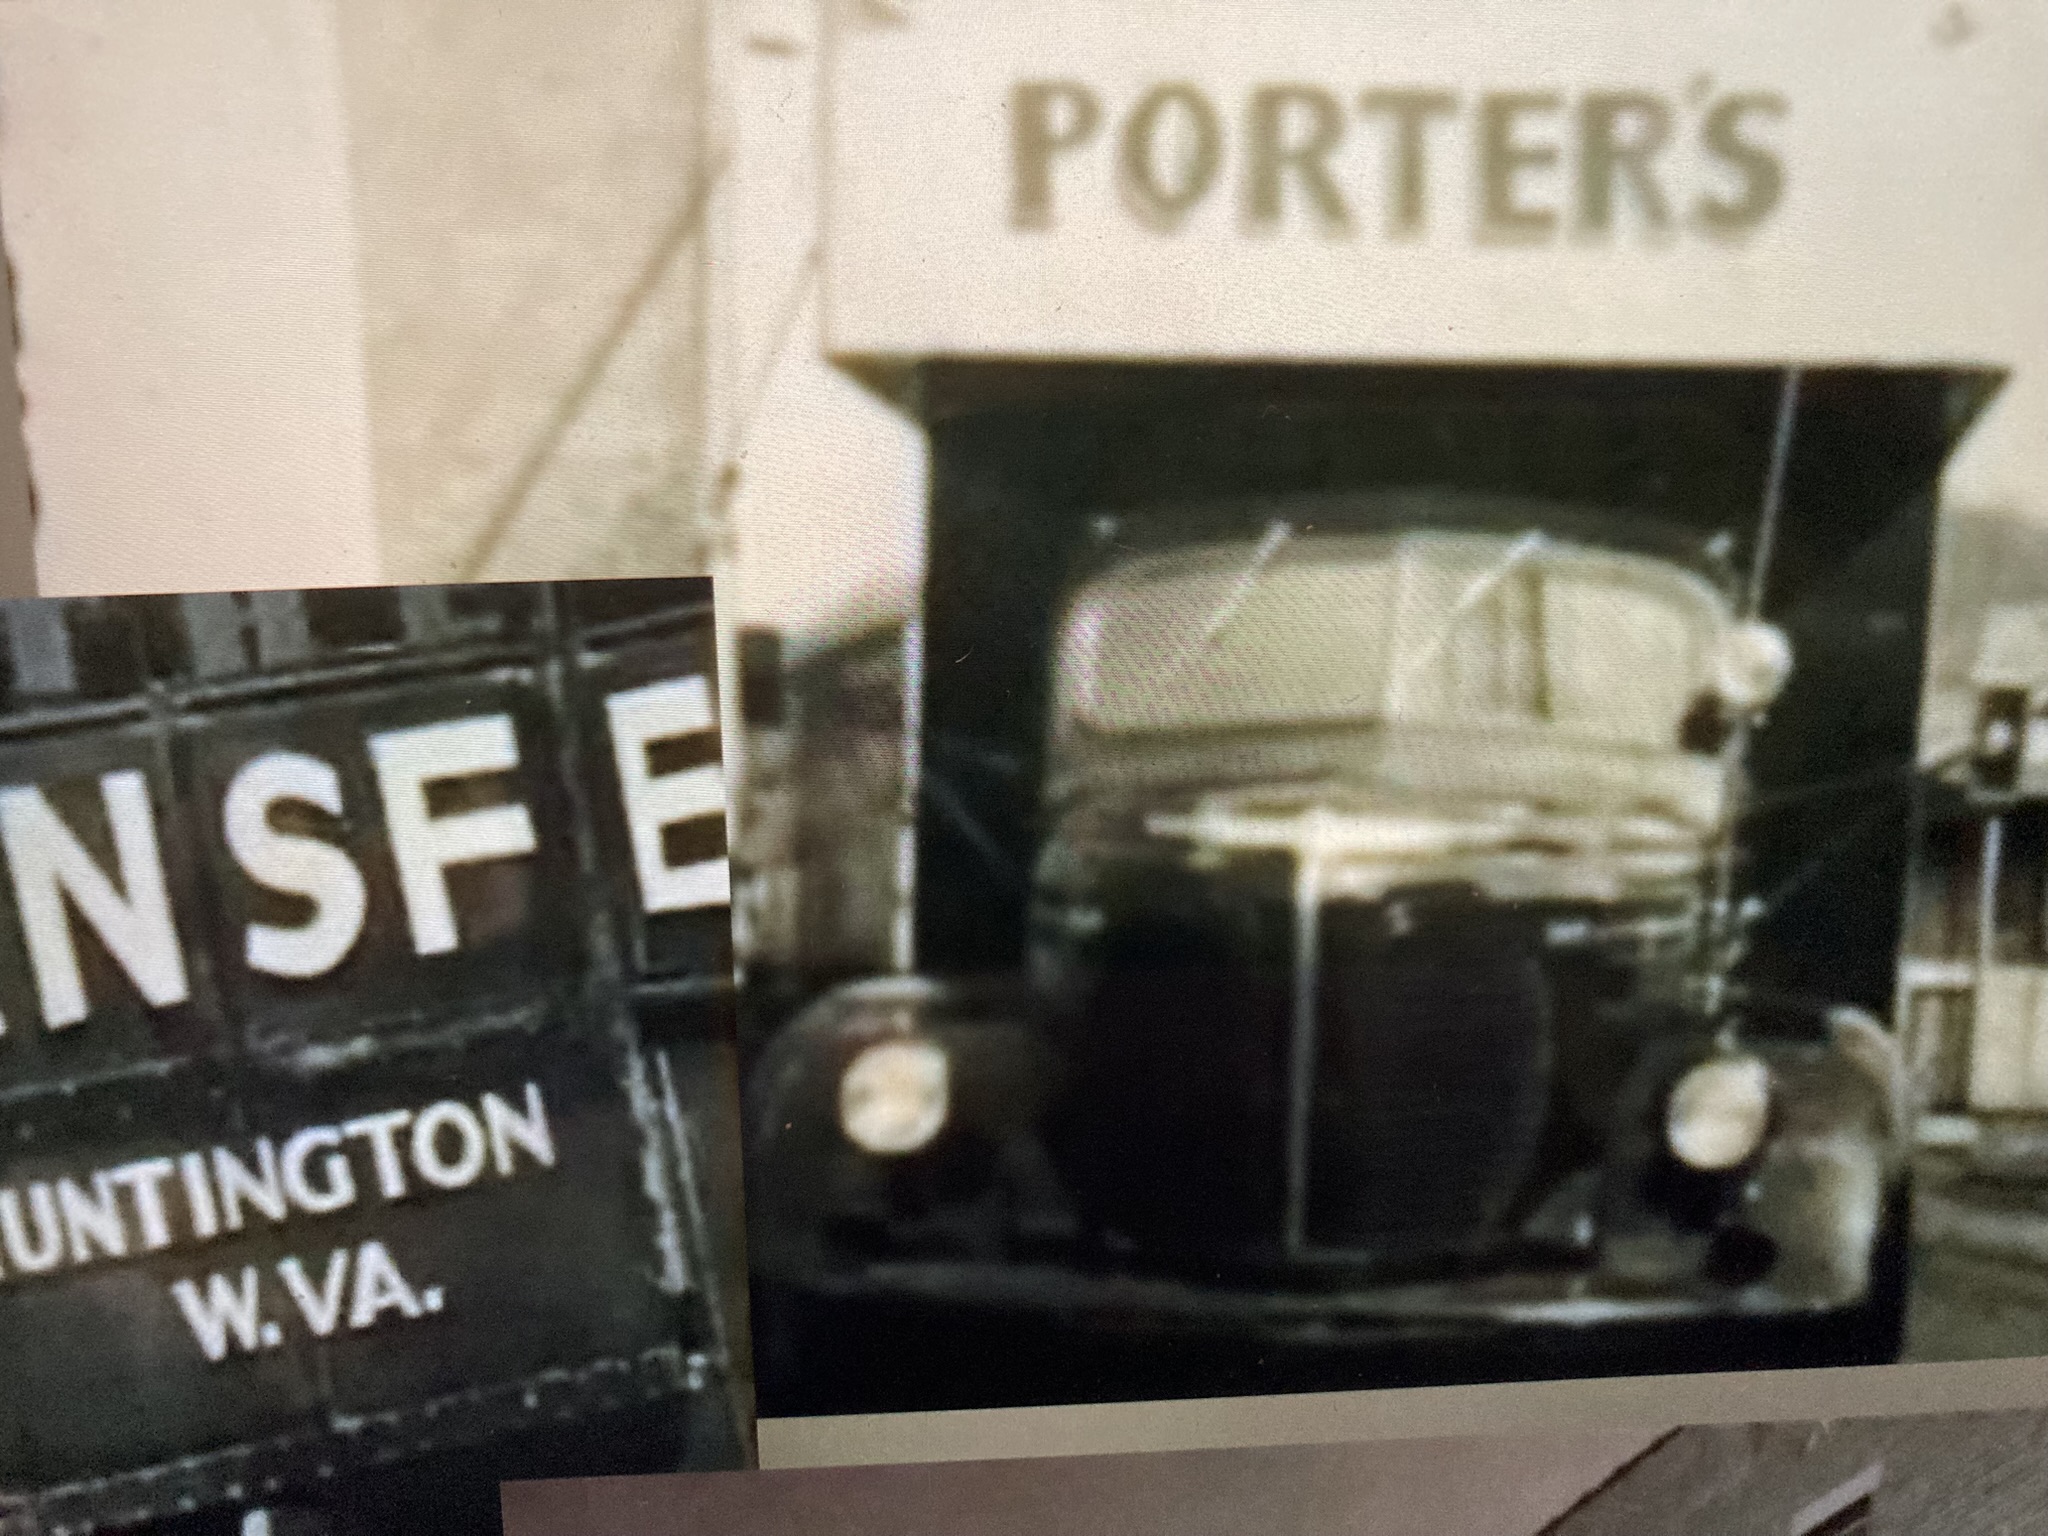 PORTER'S
NSFE
UNTINGTON
W. VA.